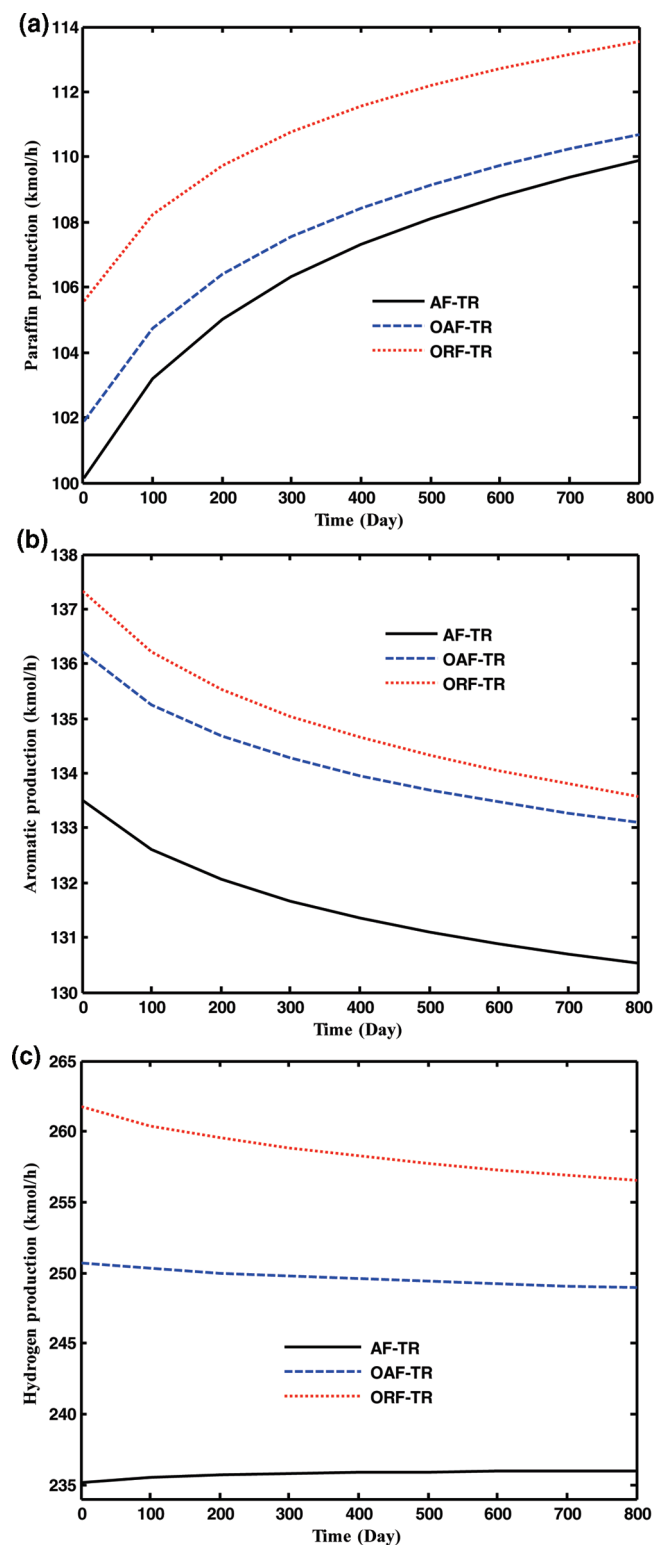 (a)
114
112
110
108
106
104
102
100
Paraffin production (kmol/h)
AF-TR
OAF-TR
ORF-TR
0 100 200 300 400 500 600 700 800
Time (Day)
(b)
138
137
136
135
134
133
132
131
130
Aromatic production (kmol/h)
AF-TR
OAF-TR
ORF-TR
0 100 200 300 400 500 600 700 800
Time (Day)
(c)
265
260
255
250
245
240
235
Hydrogen production (kmol/h)
AF-TR
OAF-TR
ORF-TR
0 100 200 300 400 500 600 700 800
Time (Day)